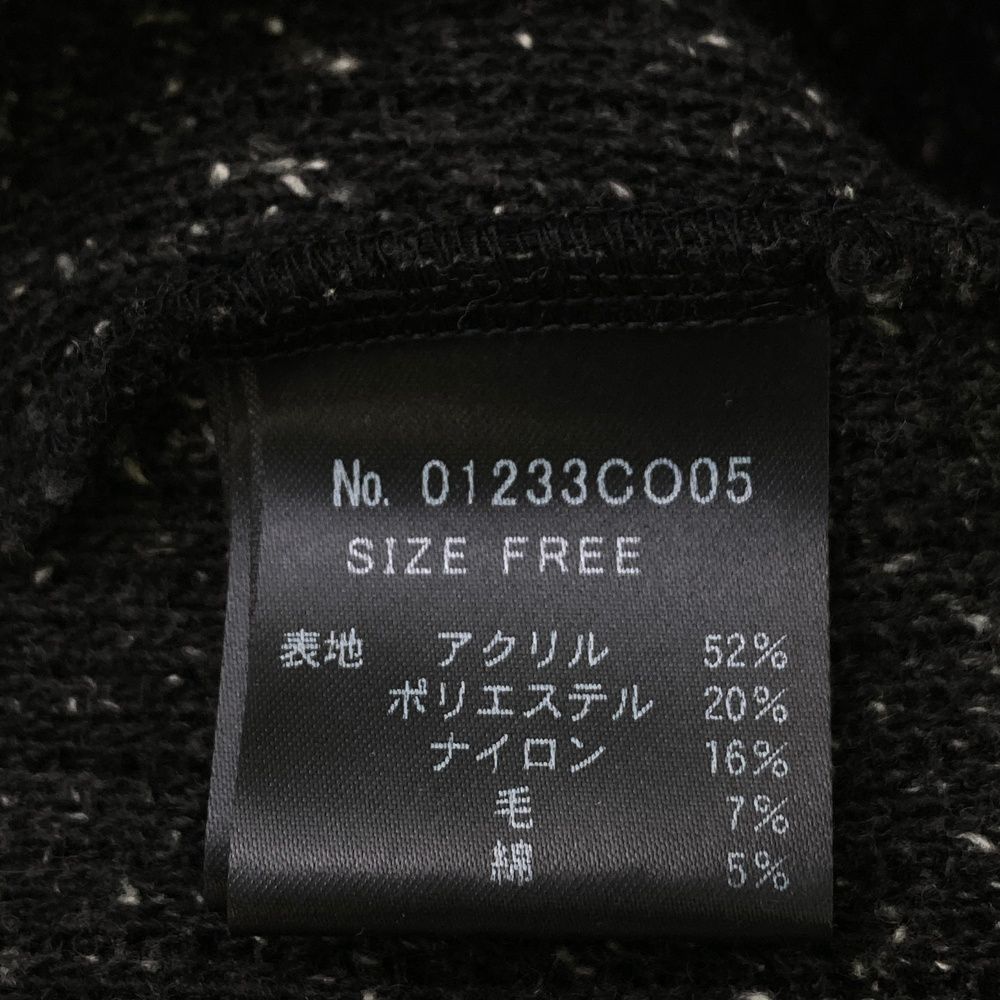 No. 01233CO05
SIZE FREE
表地 アクリル 52%
ポリエステル 20%
ナイロン 16%
毛 7%
綿 5%